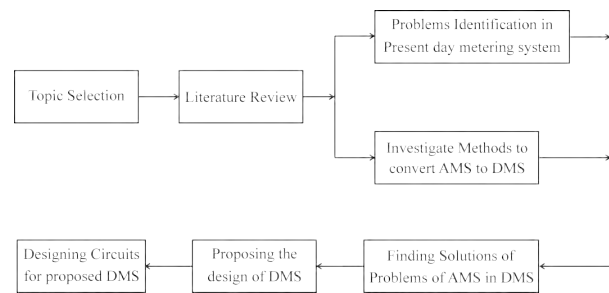 Problems Identification in
Present day metering system
Topic Selection
Literature Review
Investigate Methods to
convert AMS to DMS
Designing Circuits
for proposed DMS
Proposing the
design of DMS
Finding Solutions of
Problems of AMS in DMS